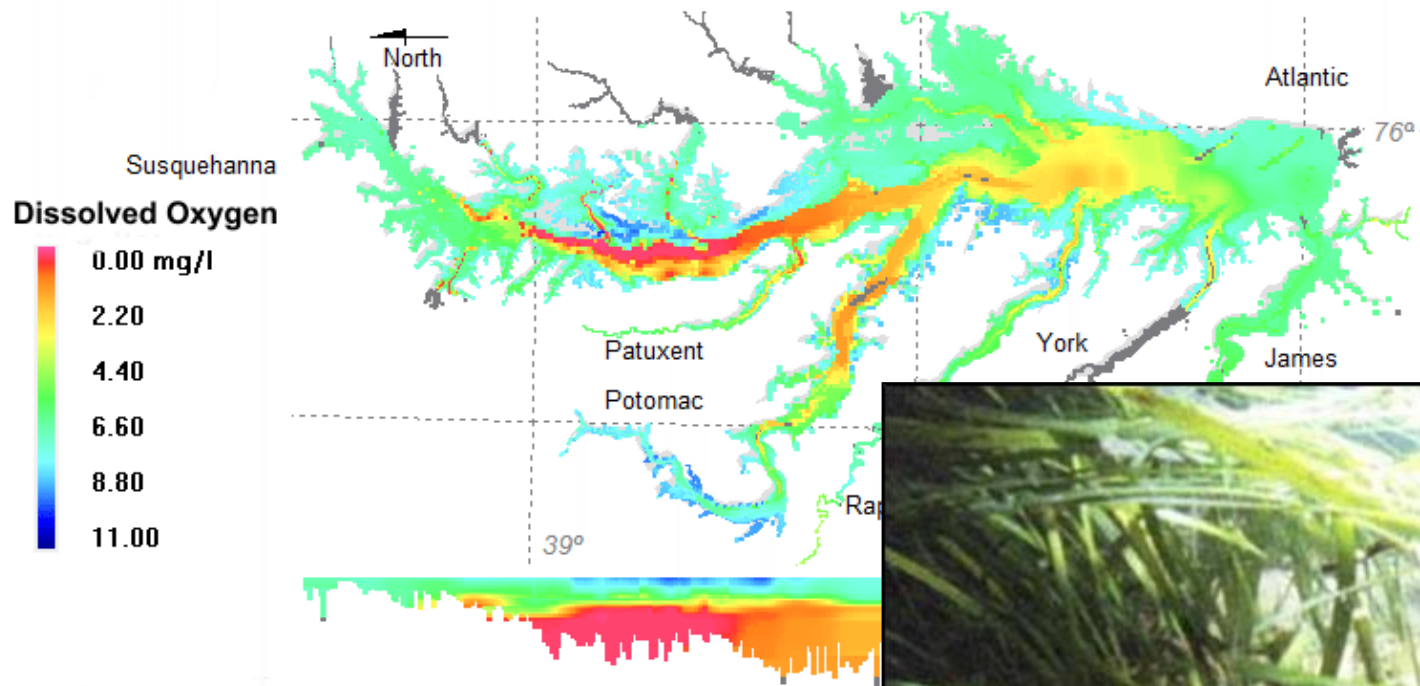 North
Atlantic
76º
Susquehanna
Dissolved Oxygen
0.00 mg/l
2.20
4.40
6.60
8.80
11.00
Patuxent
York
James
Potomac
39º